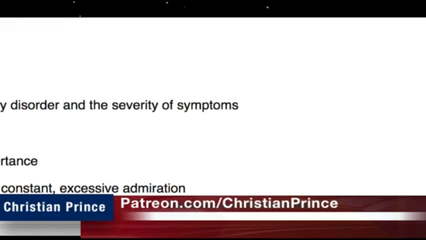 y disorder and the severity of symptoms
rtance
constant, excessive admiration
Christian Prince
Patreon.com/ChristianPrince